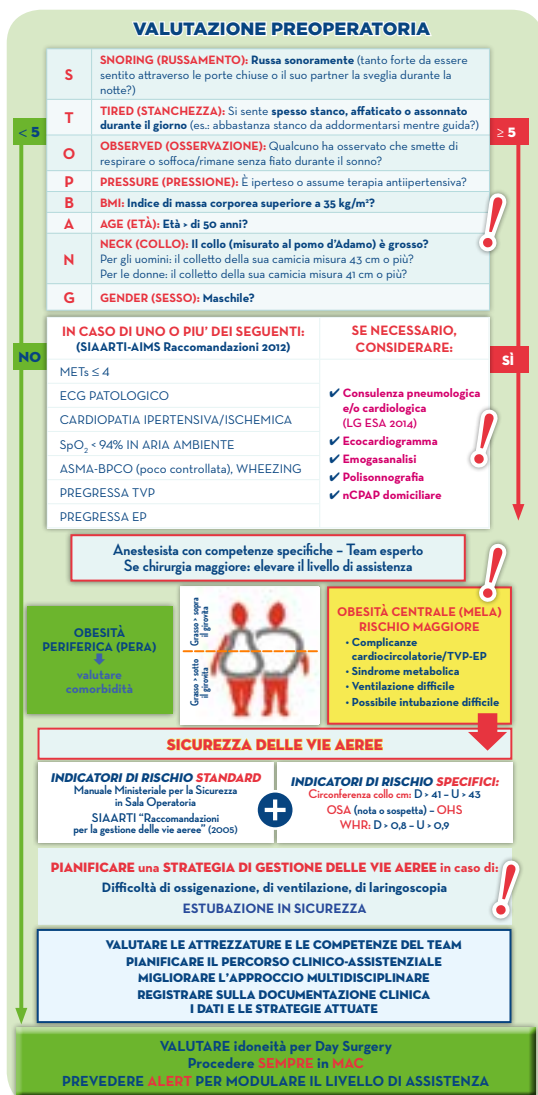 VALUTAZIONE PREOPERATORIA
< 5
≥ 5
S
SNORING (RUSSAMENTO): Russa sonoramente (tanto forte da essere
sentito attraverso le porte chiuse o il suo partner la sveglia durante la
notte?)
T
TIRED (STANCHEZZA): Si sente spesso stanco, affaticato o assonnato
durante il giorno (es.: abbastanza stanco da addormentarsi mentre guida?)
O
OBSERVED (OSSERVAZIONE): Qualcuno ha osservato che smette di
respirare o soffoca/rimane senza fiato durante il sonno?
P
PRESSURE (PRESSIONE): È iperteso o assume terapia antiipertensiva?
B
BMI: Indice di massa corporea superiore a 35 kg/m²?
A
AGE (ETÀ): Età > di 50 anni?
N
NECK (COLLO): Il collo (misurato al pomo d'Adamo) è grosso?
Per gli uomini: il colletto della sua camicia misura 43 cm o più?
Per le donne: il colletto della sua camicia misura 41 cm o più?
G
GENDER (SESSO): Maschile?
!
NO
SÌ
IN CASO DI UNO O PIU' DEI SEGUENTI:
(SIAARTI-AIMS Raccomandazioni 2012)
METs ≤ 4
ECG PATOLOGICO
CARDIOPATIA IPERTENSIVA/ISCHEMICA
SpO₂ < 94% IN ARIA AMBIENTE
ASMA-BPCO (poco controllata), WHEEZING
PREGRESSA TVP
PREGRESSA EP
SE NECESSARIO,
CONSIDERARE:
✔ Consulenza pneumologica
e/o cardiologica
(LG ESA 2014)
✔ Ecocardiogramma
✔ Emogasanalisi
✔ Polisonnografia
✔ nCPAP domiciliare
!
Anestesista con competenze specifiche – Team esperto
Se chirurgia maggiore: elevare il livello di assistenza
!
OBESITÀ
PERIFERICA (PERA)
valutare
comorbidità
Grasso > sopra
il girovita
Grasso > sotto
il girovita
OBESITÀ CENTRALE (MELA)
RISCHIO MAGGIORE
• Complicanze
cardiocircolatorie/TVP-EP
• Sindrome metabolica
• Ventilazione difficile
• Possibile intubazione difficile
SICUREZZA DELLE VIE AEREE
INDICATORI DI RISCHIO STANDARD
Manuale Ministeriale per la Sicurezza
in Sala Operatoria
SIAARTI "Raccomandazioni
per la gestione delle vie aeree" (2005)
+
INDICATORI DI RISCHIO SPECIFICI:
Circonferenza collo cm: D > 41 – U > 43
OSA (nota o sospetta) – OHS
WHR: D > 0,8 – U > 0,9
PIANIFICARE una STRATEGIA DI GESTIONE DELLE VIE AEREE in caso di:
Difficoltà di ossigenazione, di ventilazione, di laringoscopia
ESTUBAZIONE IN SICUREZZA
!
VALUTARE LE ATTREZZATURE E LE COMPETENZE DEL TEAM
PIANIFICARE IL PERCORSO CLINICO-ASSISTENZIALE
MIGLIORARE L'APPROCCIO MULTIDISCIPLINARE
REGISTRARE SULLA DOCUMENTAZIONE CLINICA
I DATI E LE STRATEGIE ATTUATE
VALUTARE idoneità per Day Surgery
Procedere SEMPRE in MAC
PREVEDERE ALERT PER MODULARE IL LIVELLO DI ASSISTENZA